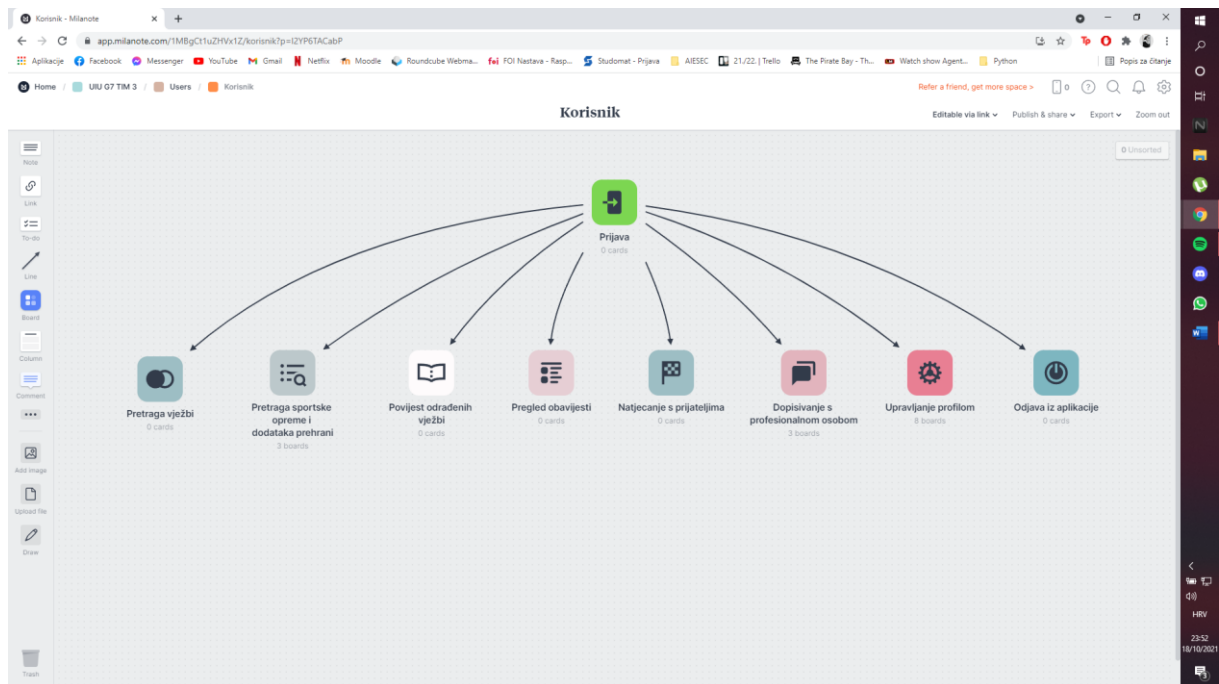 Korisnik - Milanote
app.milanote.com/1MBgCt1uZHVx1Z/korisnik?p=I2YP6TACabP
Aplikacije Facebook Messenger YouTube Gmail Netflix Moodle Roundcube Webma... FOI Nastava - Rasp... Studomat - Prijava AIESEC 21./22. | Trello The Pirate Bay - Th... Watch show Agent... Python Popis za čitanje
Home / UIU G7 TIM 3 / Users / Korisnik
Refer a friend, get more space > 0
Korisnik
Editable via link Publish & share Export Zoom out
0 Unsorted
Note
Link
To-do
Line
Board
Column
Comment
Add image
Upload file
Draw
Trash
Prijava
0 cards
Pretraga vježbi
0 cards
Pretraga sportske
opreme i
dodataka prehrani
3 boards
Povijest odrađenih
vježbi
0 cards
Pregled obavijesti
0 cards
Natjecanje s prijateljima
0 cards
Dopisivanje s
profesionalnom osobom
3 boards
Upravljanje profilom
8 boards
Odjava iz aplikacije
0 cards
HRV
23:52
18/10/2021